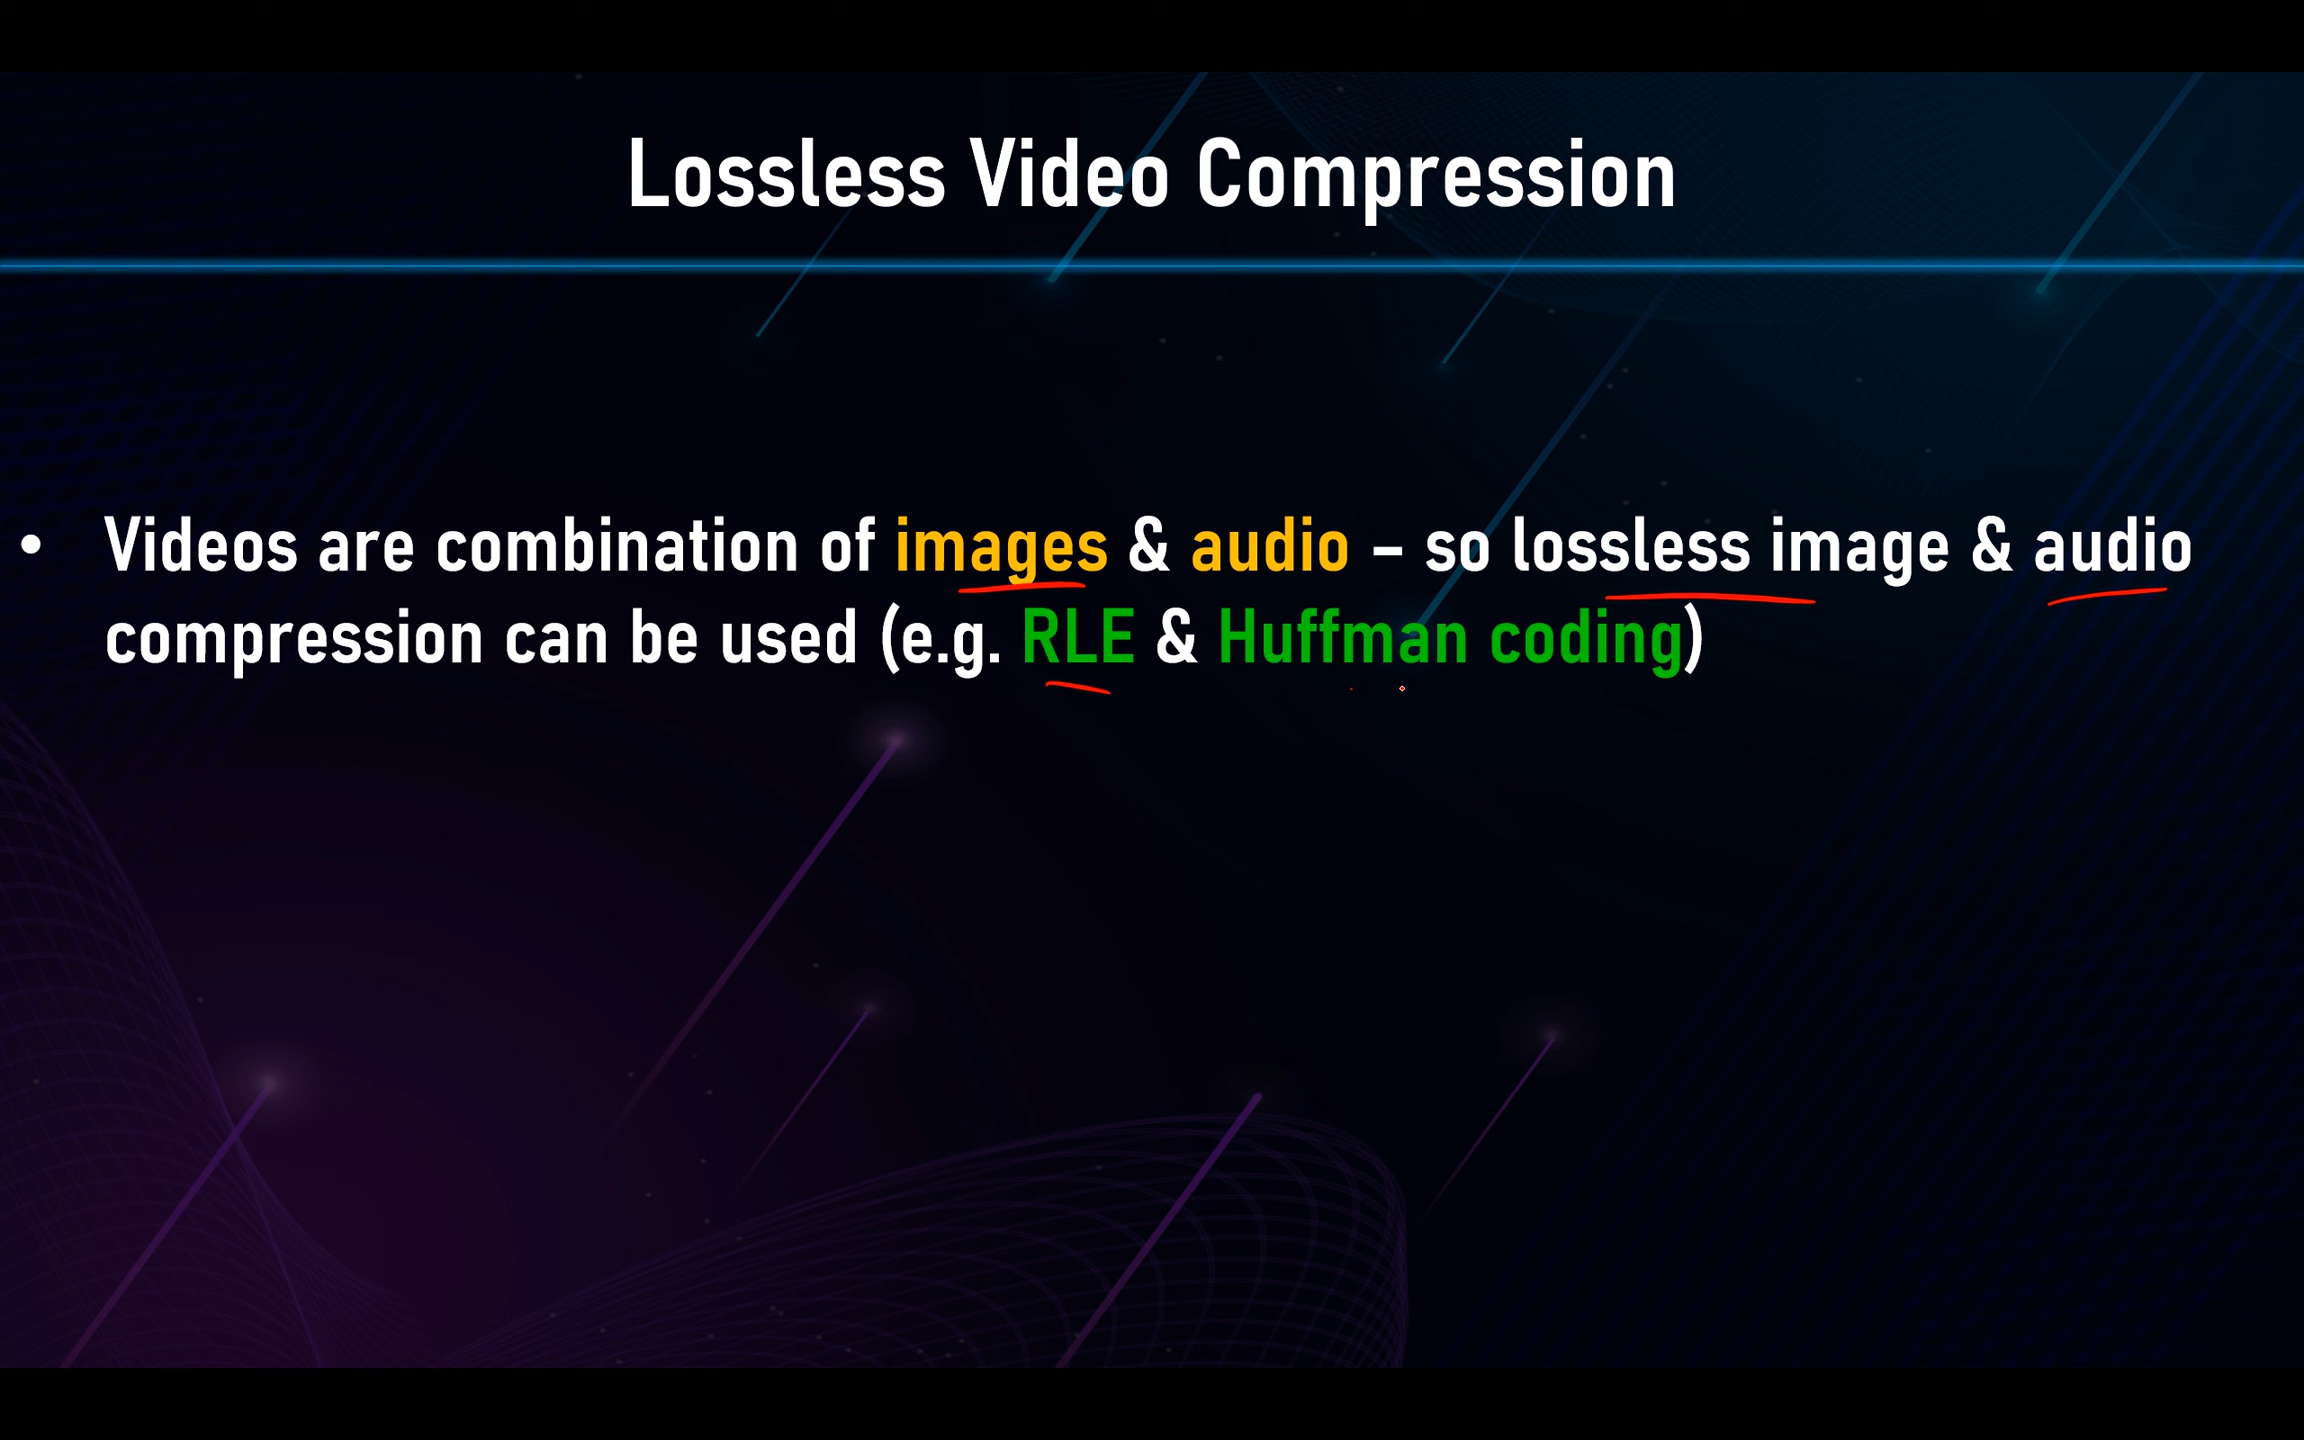 Lossless Video Compression
• Videos are combination of images & audio – so lossless image & audio
compression can be used (e.g. RLE & Huffman coding)